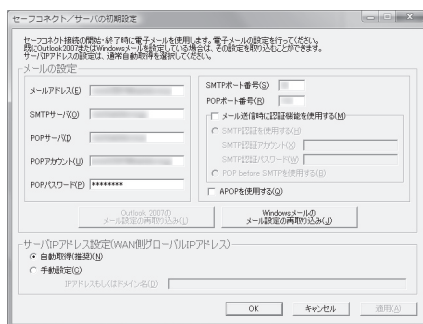 セーフコネクト/サーバの初期設定
セーフコネクト接続の開始・終了時に電子メールを使用します。電子メールの設定を行ってください。
既にOutlook2007またはWindowsメールを設定している場合は、その設定を取り込むことができます。
サーバIPアドレスの設定は、通常自動取得を選択してください。
メールの設定
メールアドレス(E)
SMTPサーバ(O)
POPサーバ(I)
POPアカウント(U)
POPパスワード(P) ********
SMTPポート番号(S)
POPポート番号(R)
メール送信時に認証機能を使用する(M)
SMTP認証を使用する(H)
SMTP認証アカウント(X)
SMTP認証パスワード(W)
POP before SMTPを使用する(B)
APOPを使用する(Q)
Outlook 2007の
メール設定の再取り込み(L)
Windowsメールの
メール設定の再取り込み(J)
サーバIPアドレス設定(WAN側グローバルIPアドレス)
自動取得(推奨)(N)
手動設定(C)
IPアドレスもしくはドメイン名(D)
OK
キャンセル
適用(A)